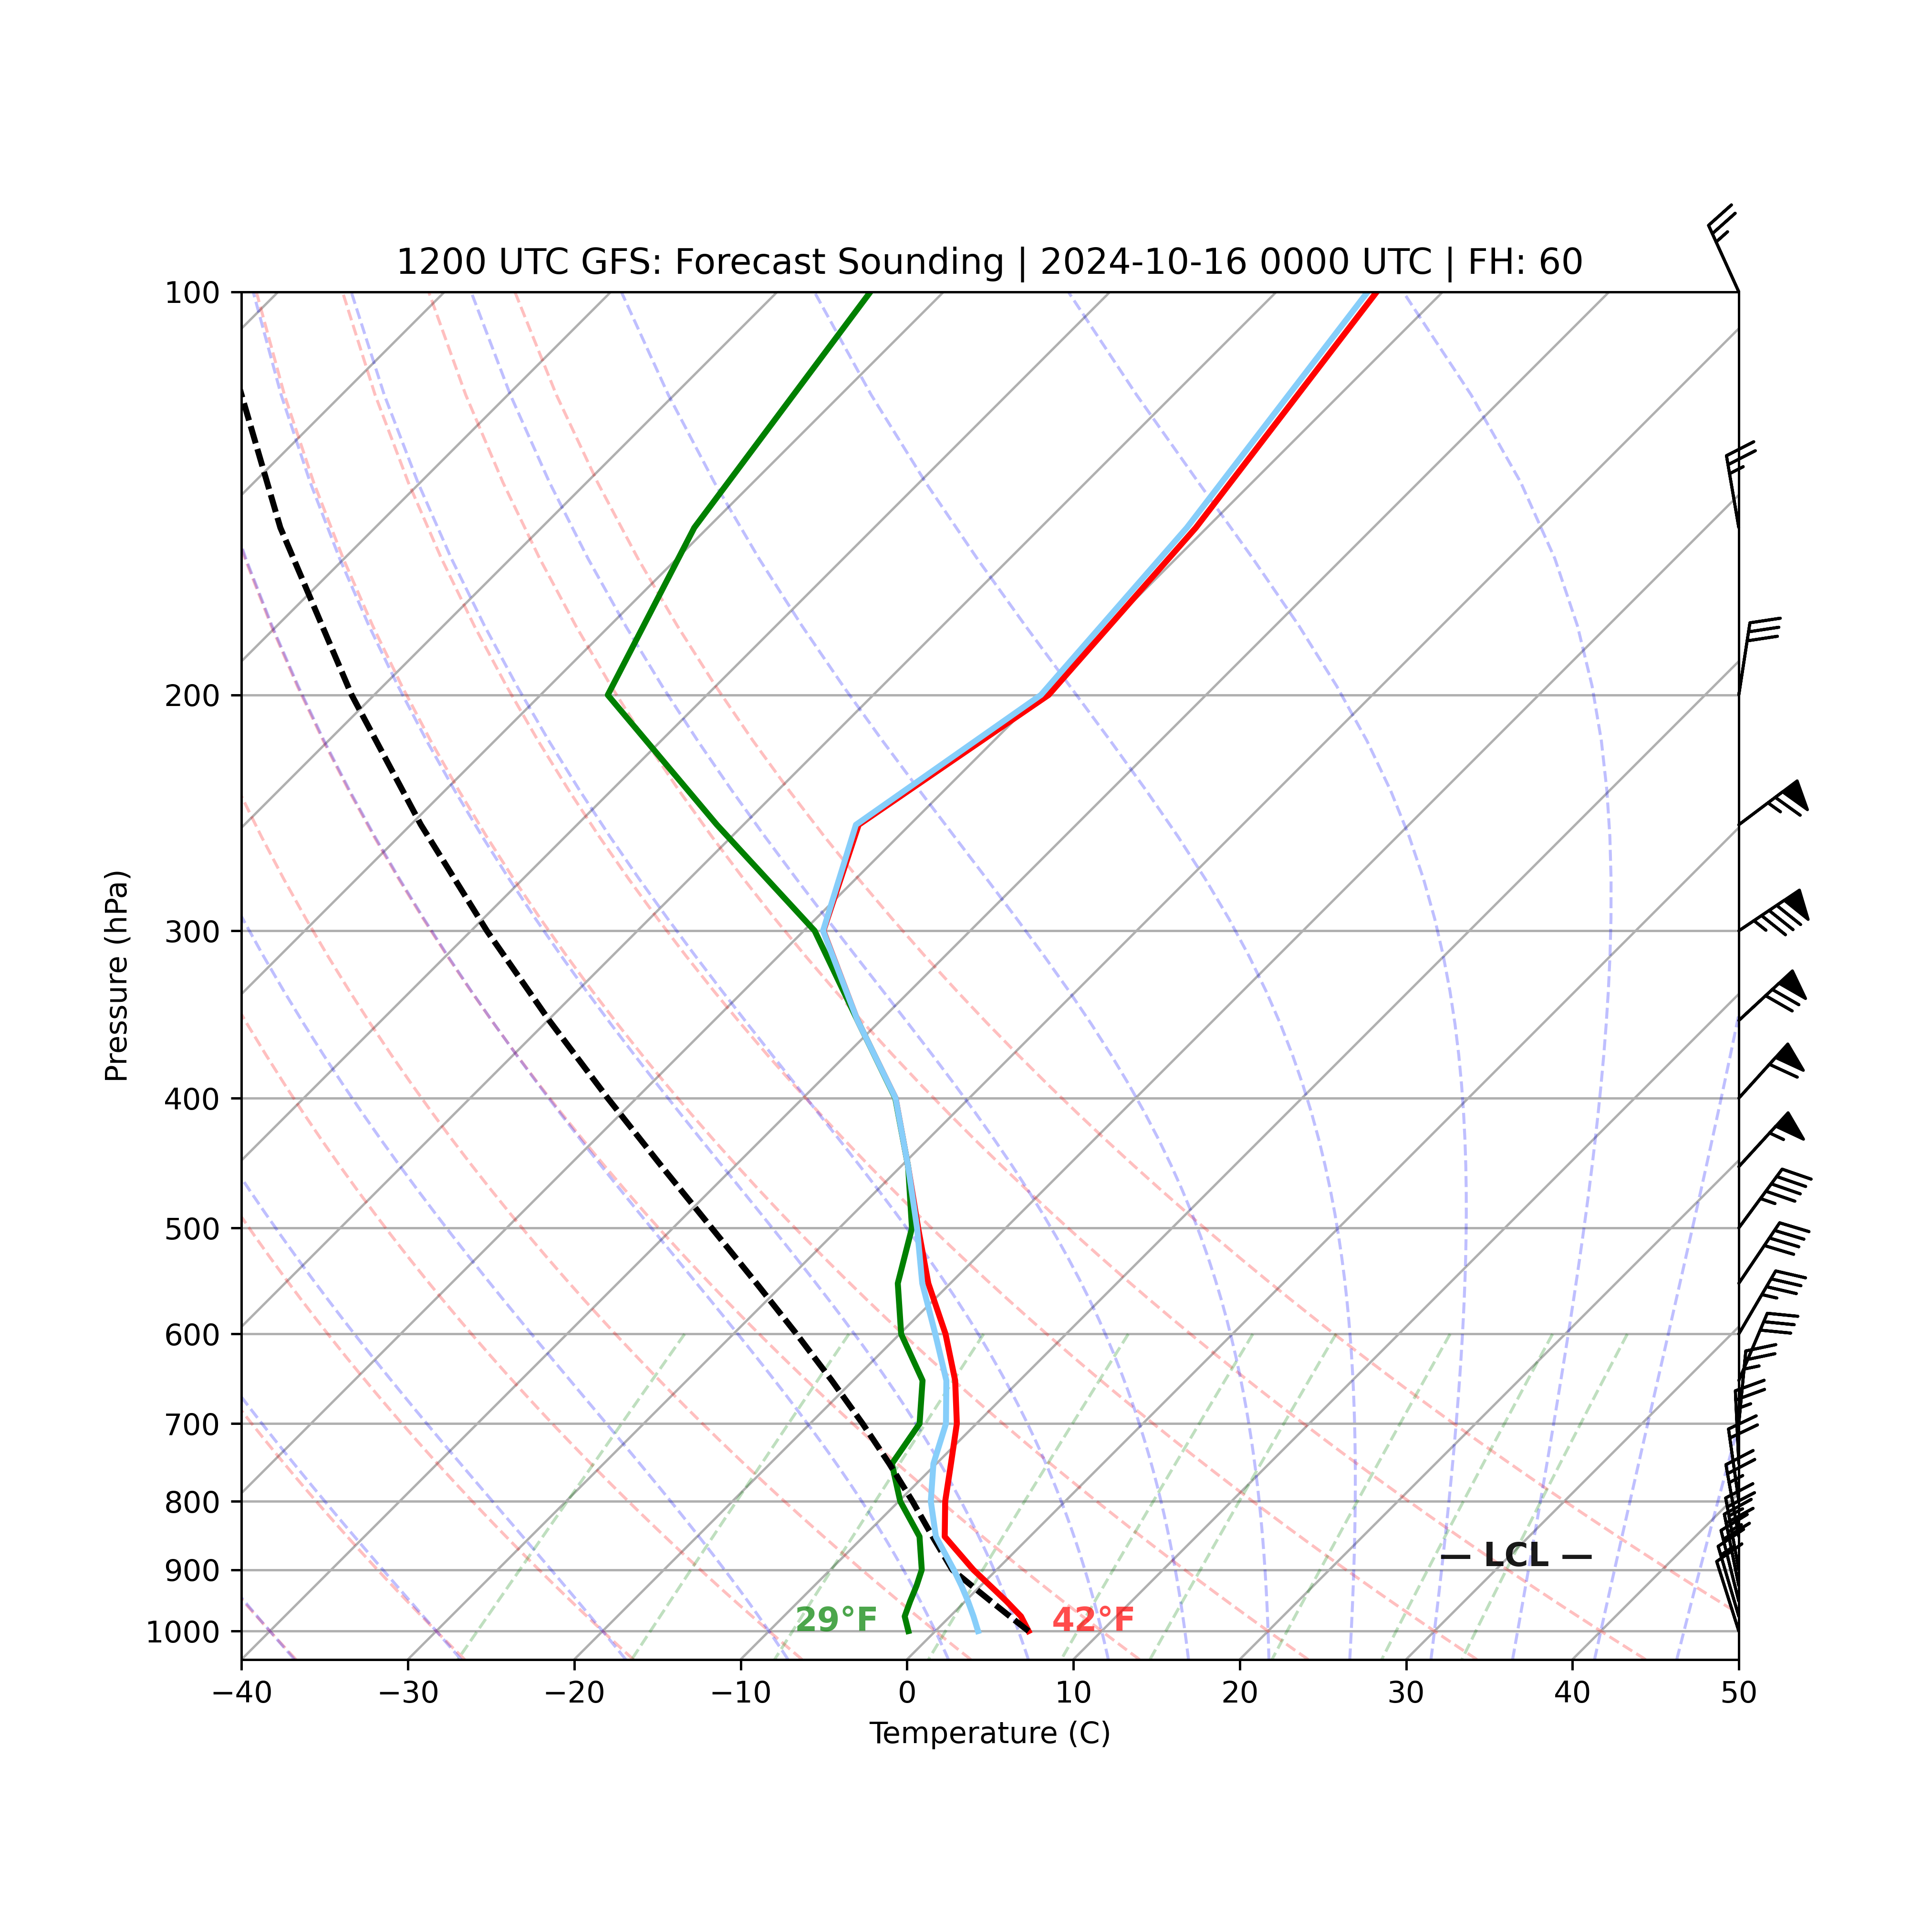 1200 UTC GFS: Forecast Sounding | 2024-10-16 0000 UTC | FH: 60
100
200
300
400
500
600
700
800
900
1000
Pressure (hPa)
— LCL —
29°F
42°F
−40 −30 −20 −10 0 10 20 30 40 50
Temperature (C)